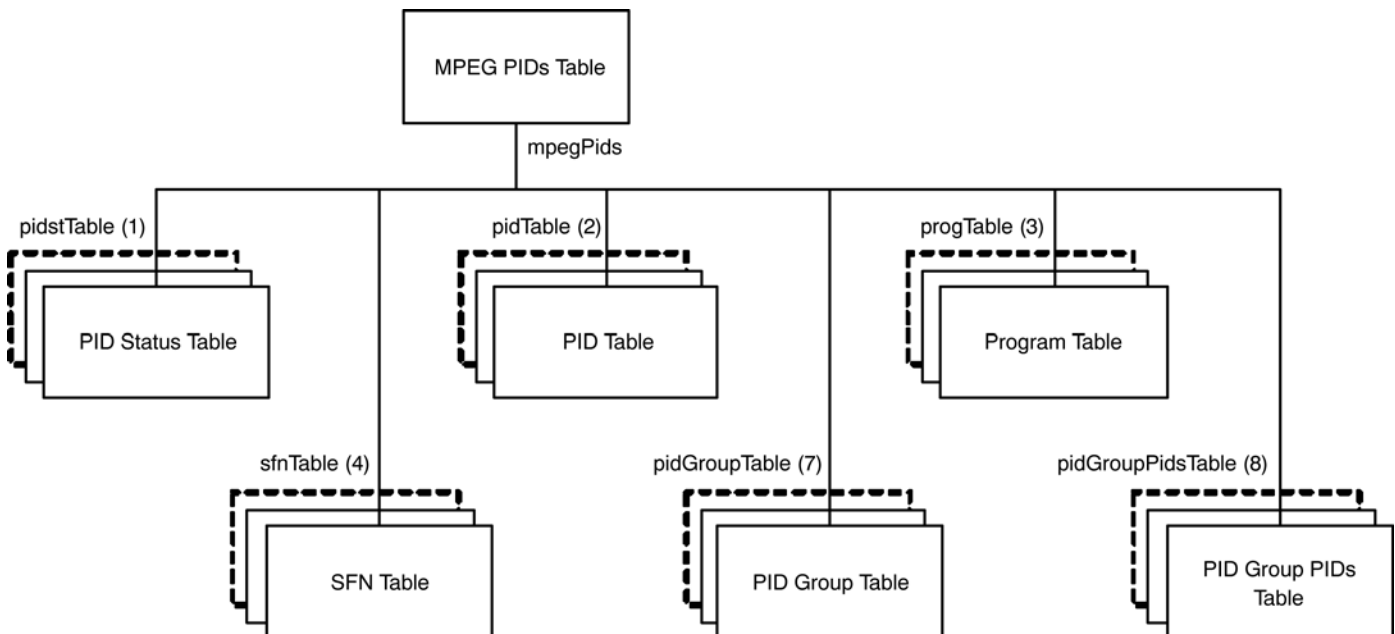 MPEG PIDs Table
mpegPids
pidstTable (1)
PID Status Table
pidTable (2)
PID Table
progTable (3)
Program Table
sfnTable (4)
SFN Table
pidGroupTable (7)
PID Group Table
pidGroupPidsTable (8)
PID Group PIDs
Table